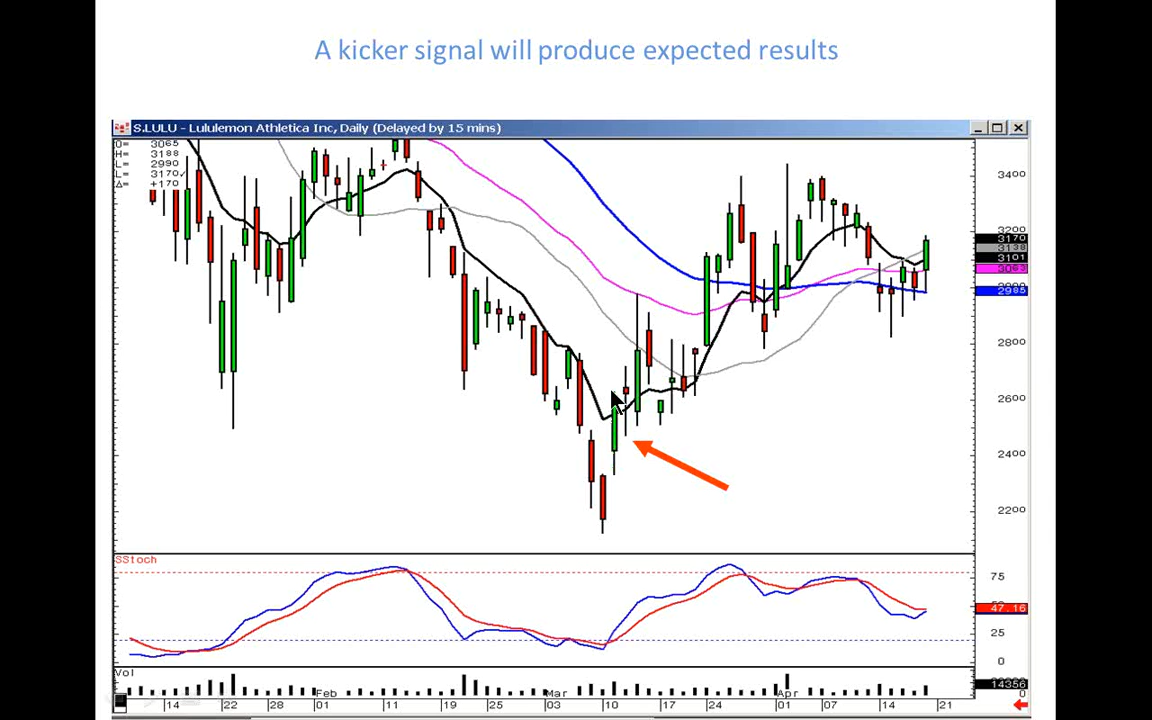 A kicker signal will produce expected results
S.LULU - Lululemon Athletica Inc, Daily (Delayed by 15 mins)
O= 3065
H= 3188
L= 2990
L= 3170
Δ= +170
3400
3200
3170
3138
3101
2985
2800
2600
2400
2200
SStoch
75
47.16
25
0
Vol
14356
0
14 22 28 Feb 01 11 19 25 Mar 03 10 17 24 Apr 01 07 14 21